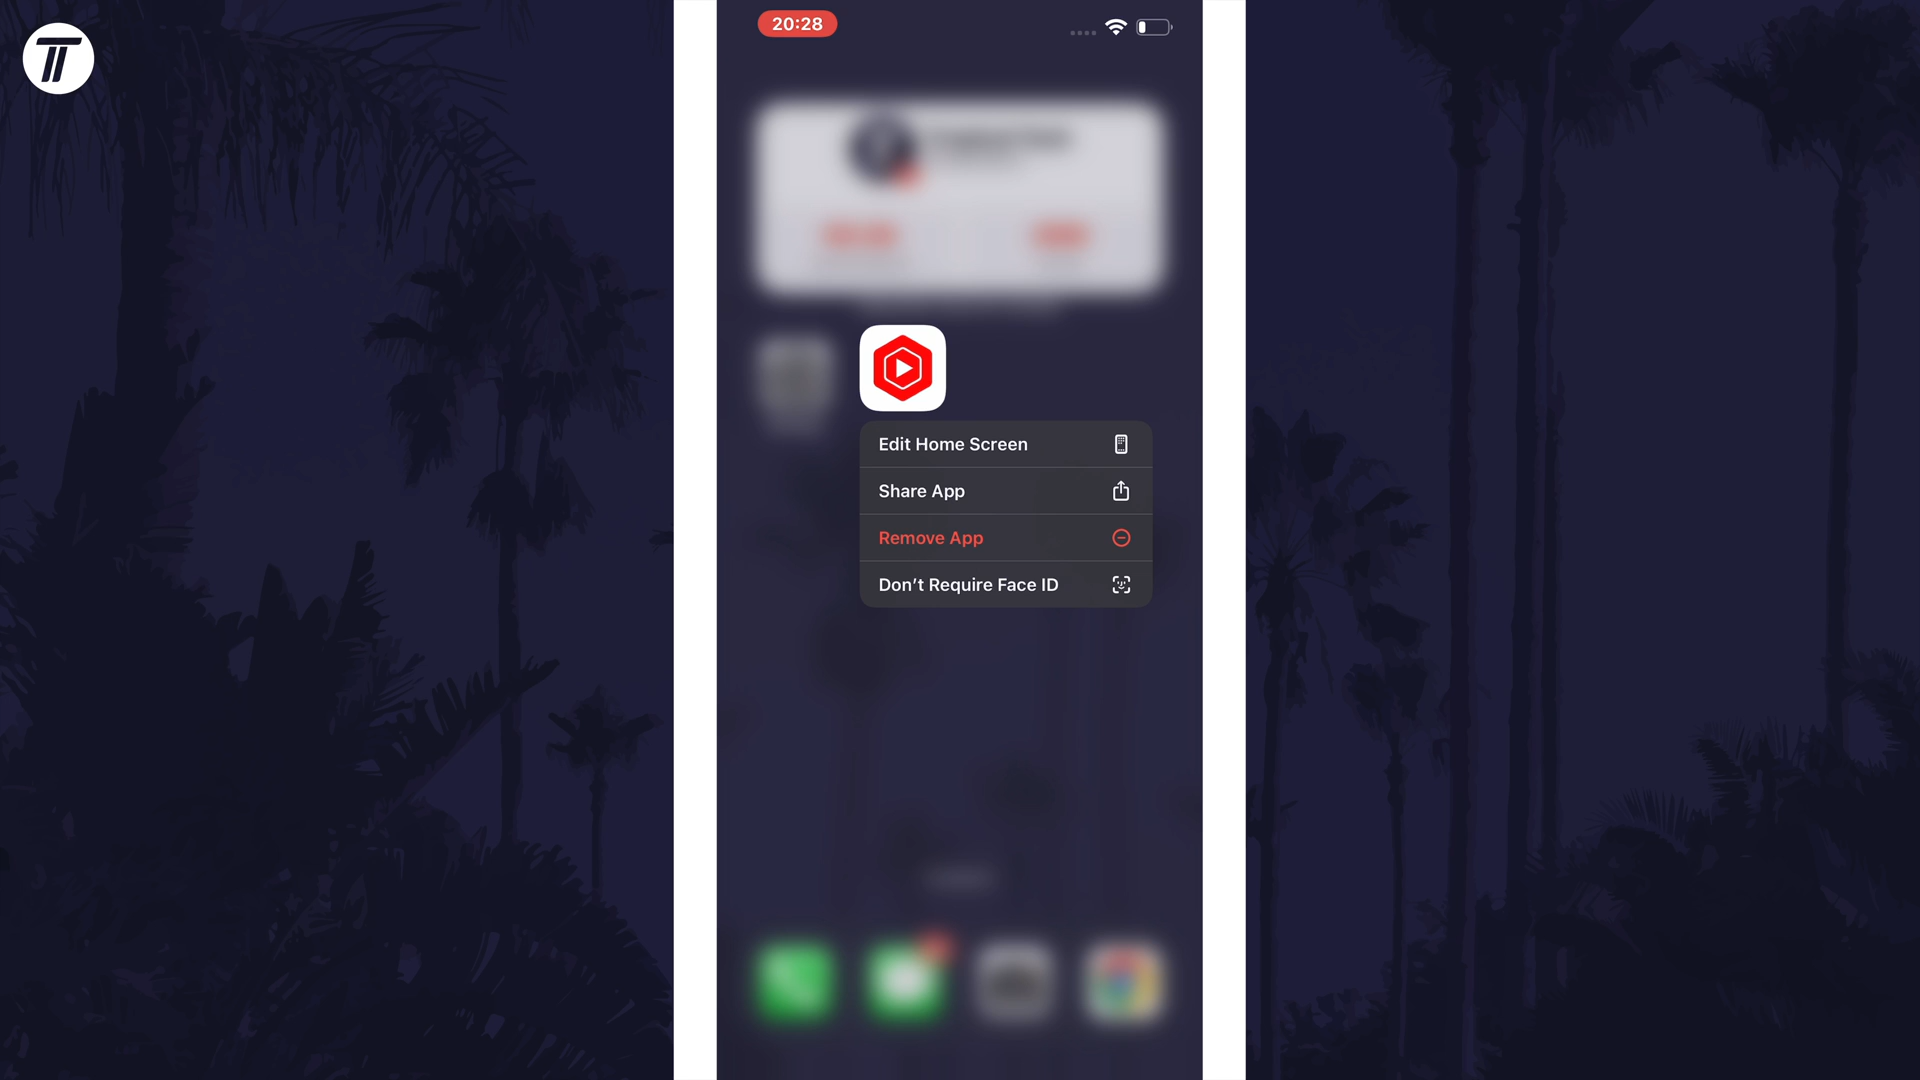 20:28
Edit Home Screen
Share App
Remove App
Don’t Require Face ID